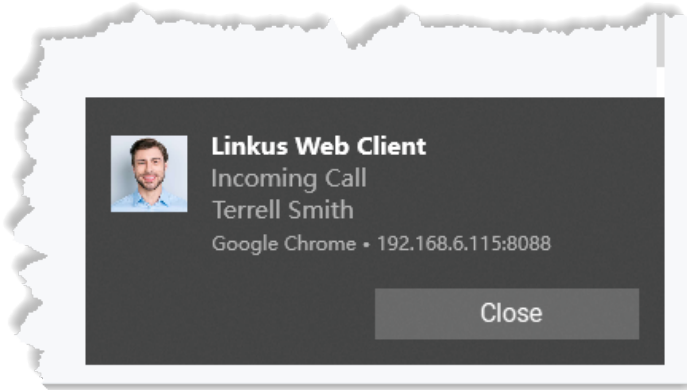 Linkus Web Client
Incoming Call
Terrell Smith
Google Chrome • 192.168.6.115:8088
Close